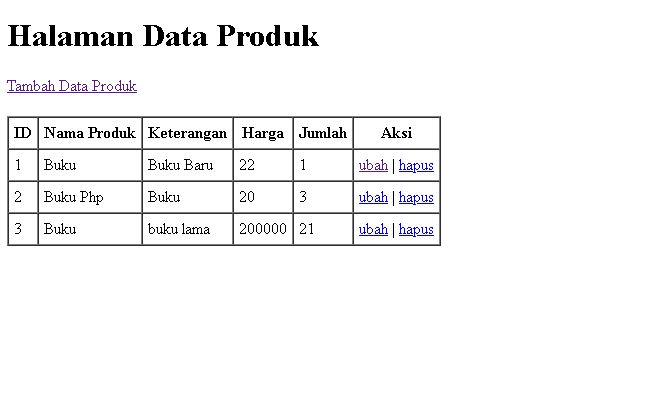 Halaman Data Produk
Tambah Data Produk
ID Nama Produk Keterangan Harga Jumlah Aksi
1 Buku Buku Baru 22 1 ubah | hapus
2 Buku Php Buku 20 3 ubah | hapus
3 Buku buku lama 200000 21 ubah | hapus